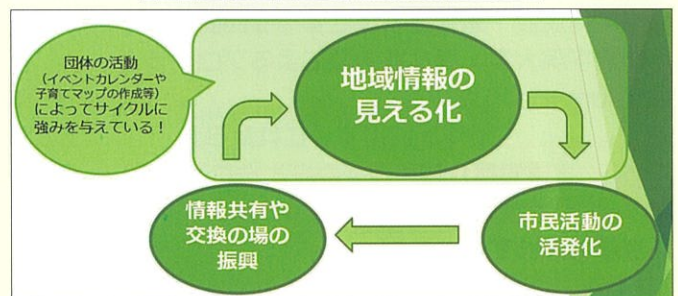 団体の活動
(イベントカレンダーや
子育てマップの作成等)
によってサイクルに
強みを与えている！
地域情報の
見える化
市民活動の
活発化
情報共有や
交換の場の
振興